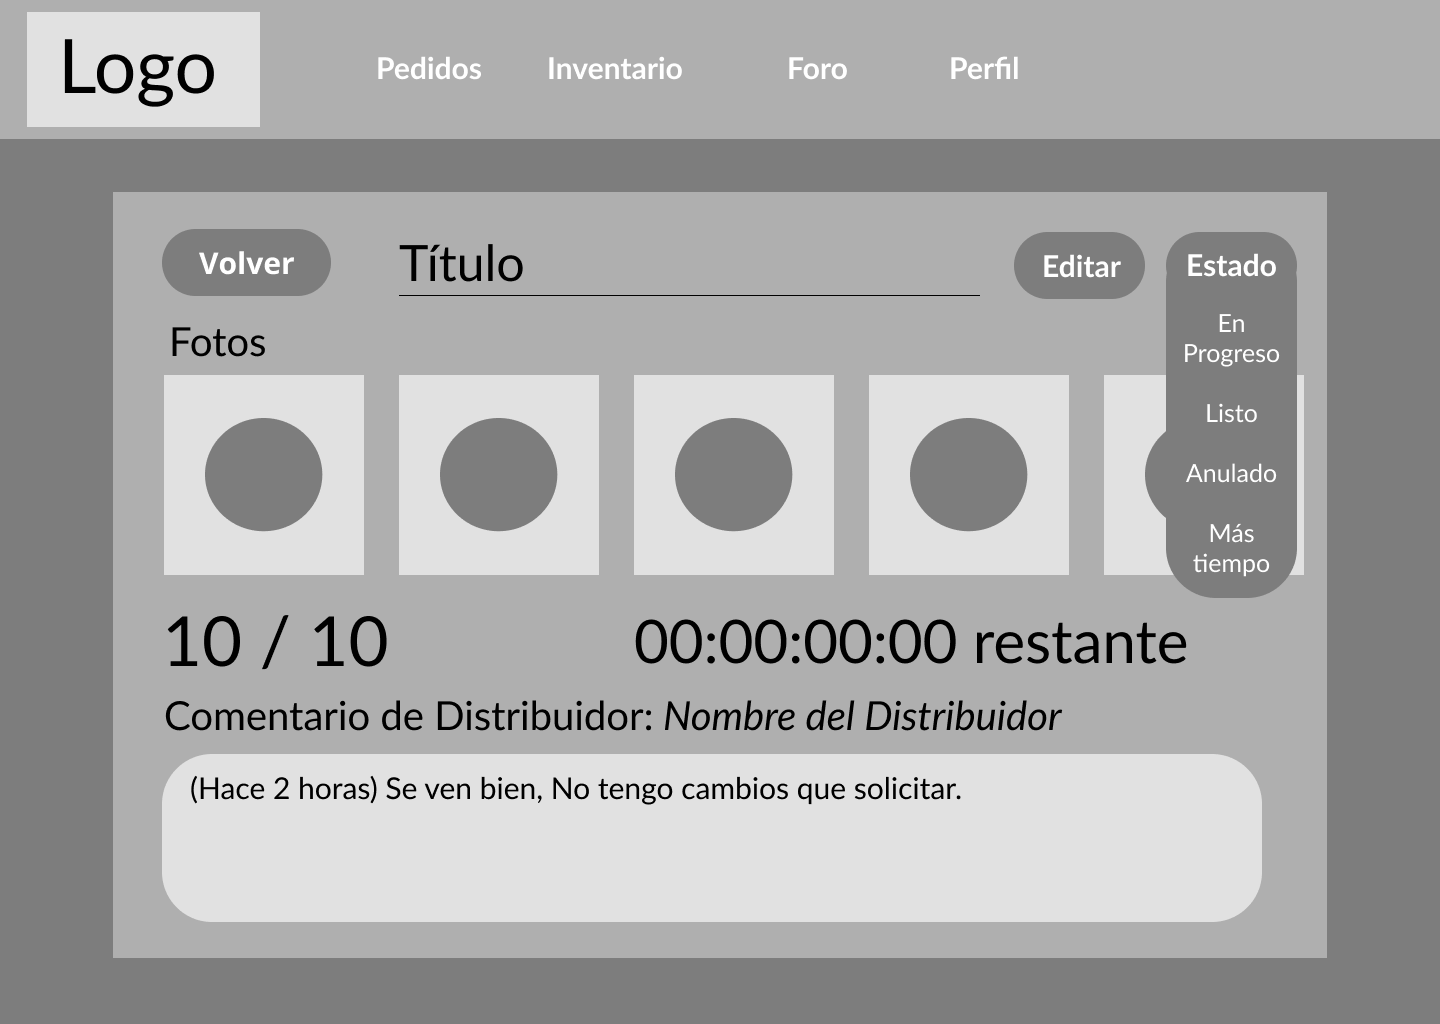 Logo
Pedidos Inventario Foro Perfil
Volver
Título
Editar
Estado
En
Progreso
Listo
Anulado
Más
tiempo
Fotos
10 / 10
00:00:00:00 restante
Comentario de Distribuidor: Nombre del Distribuidor
(Hace 2 horas) Se ven bien, No tengo cambios que solicitar.